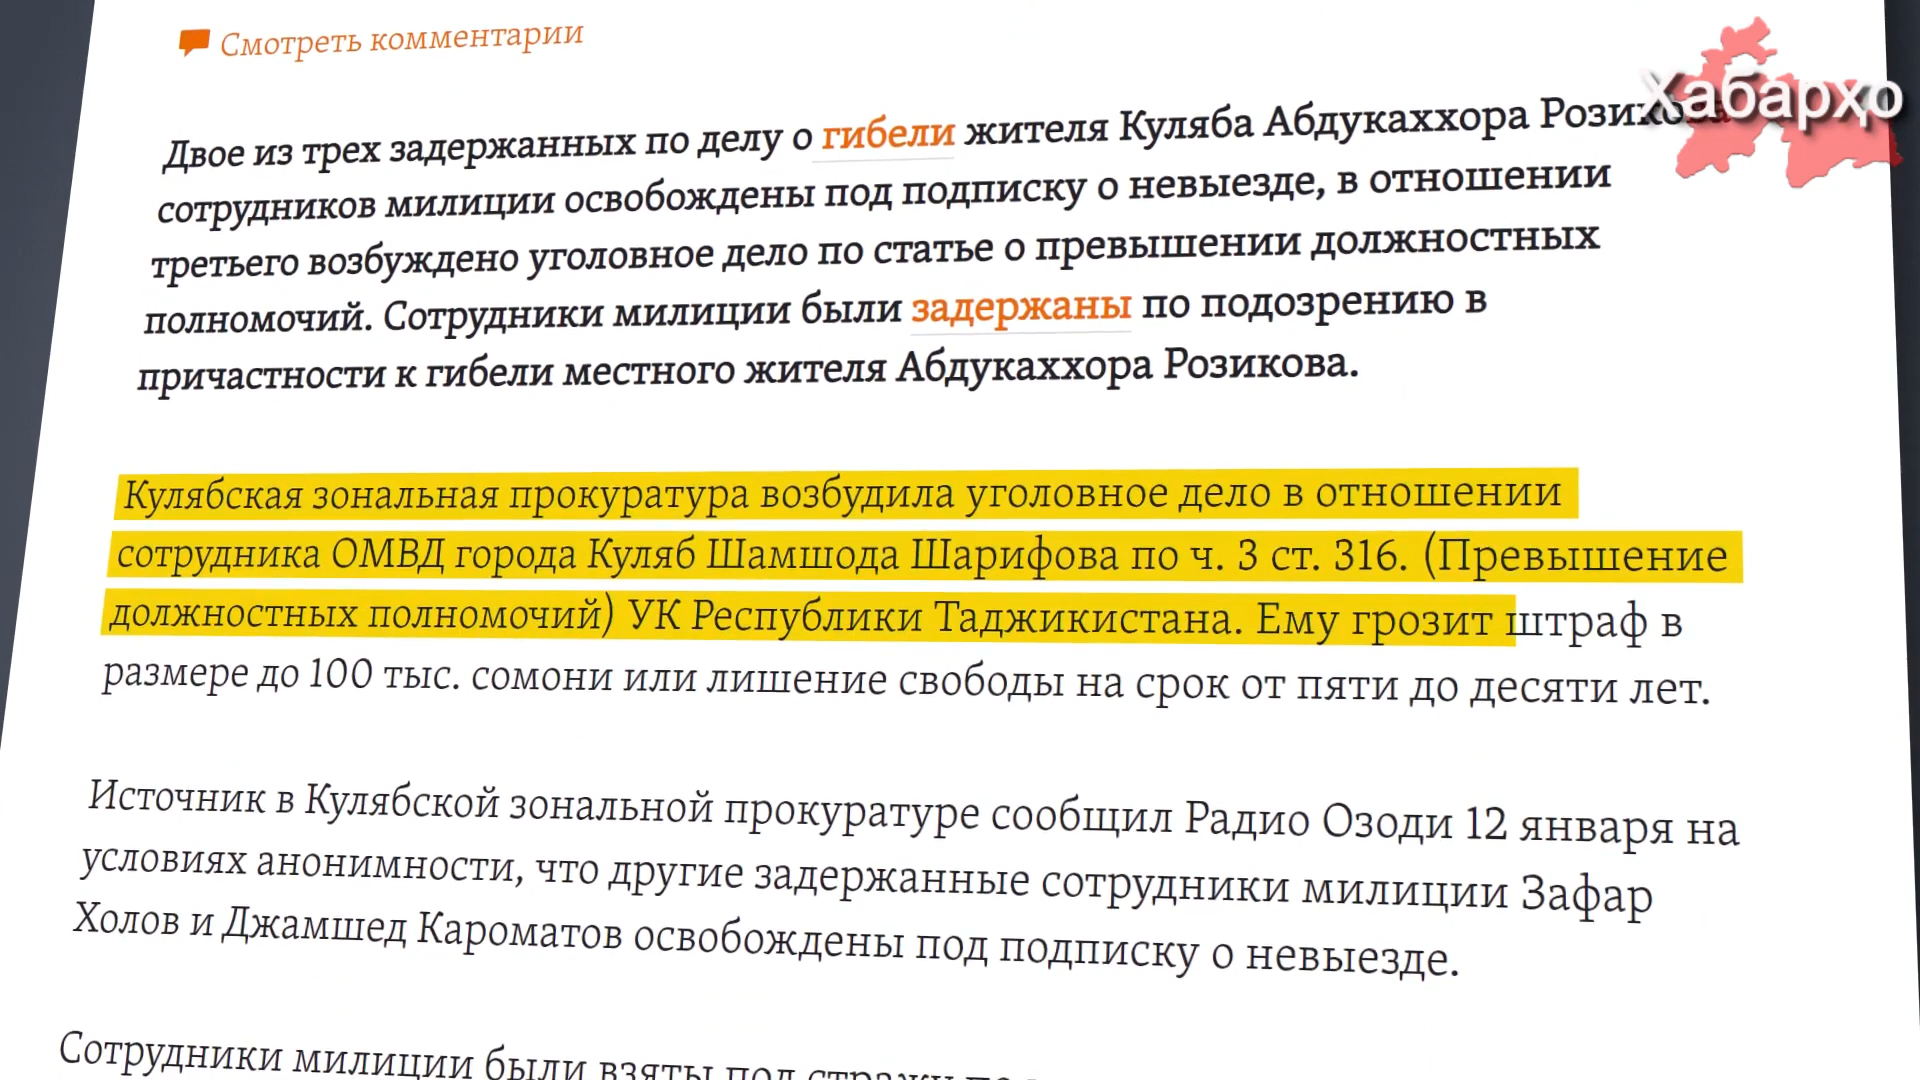 Смотреть комментарии
Хабарҳо
Двое из трех задержанных по делу о гибели жителя Куляба Абдукаххора Розикова
сотрудников милиции освобождены под подписку о невыезде, в отношении
третьего возбуждено уголовное дело по статье о превышении должностных
полномочий. Сотрудники милиции были задержаны по подозрению в
причастности к гибели местного жителя Абдукаххора Розикова.
Кулябская зональная прокуратура возбудила уголовное дело в отношении
сотрудника ОМВД города Куляб Шамшода Шарифова по ч. 3 ст. 316. (Превышение
должностных полномочий) УК Республики Таджикистана. Ему грозит штраф в
размере до 100 тыс. сомони или лишение свободы на срок от пяти до десяти лет.
Источник в Кулябской зональной прокуратуре сообщил Радио Озоди 12 января на
условиях анонимности, что другие задержанные сотрудники милиции Зафар
Холов и Джамшед Кароматов освобождены под подписку о невыезде.
Сотрудники милиции были взяты под стражу